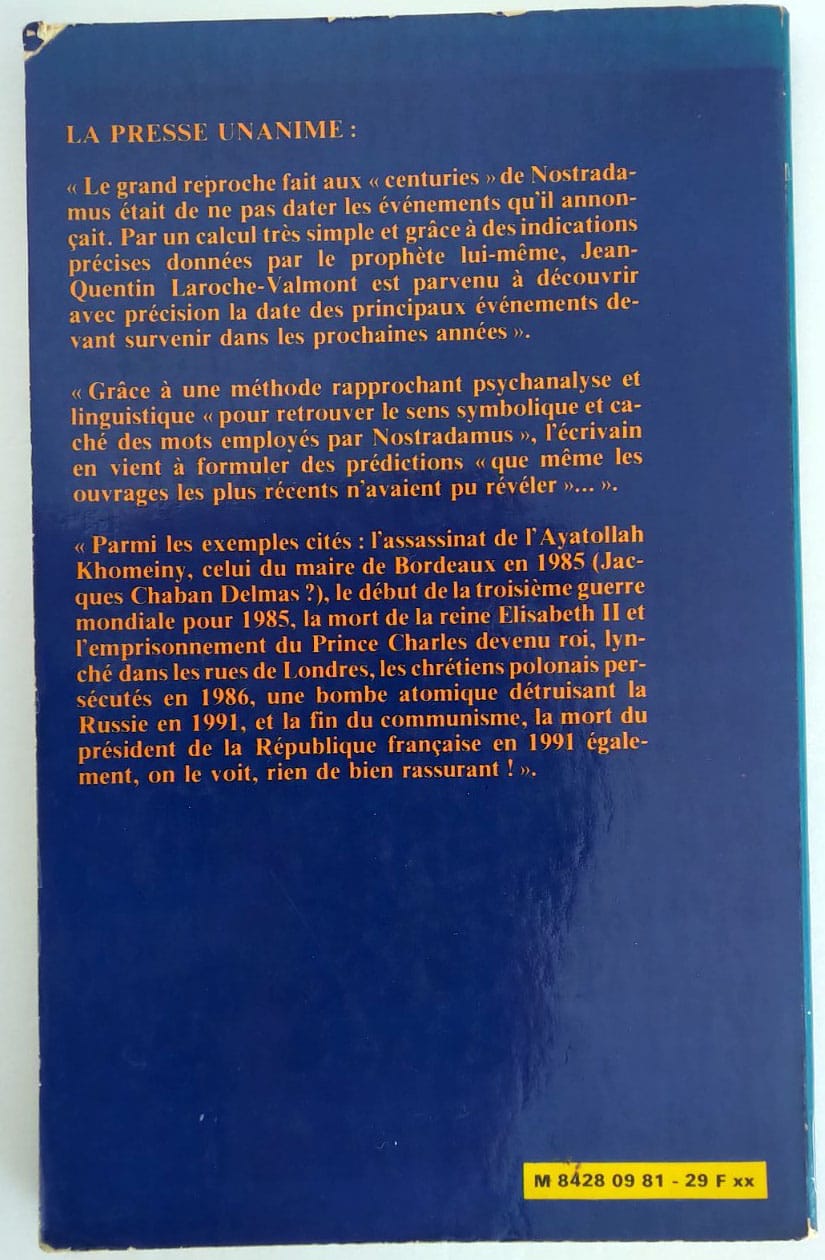 LA PRESSE UNANIME :
« Le grand reproche fait aux « centuries » de Nostrada-
mus était de ne pas dater les événements qu'il annon-
çait. Par un calcul très simple et grâce à des indications
précises données par le prophète lui-même, Jean-
Quentin Laroche-Valmont est parvenu à découvrir
avec précision la date des principaux événements de-
vant survenir dans les prochaines années ».
« Grâce à une méthode rapprochant psychanalyse et
linguistique « pour retrouver le sens symbolique et ca-
ché des mots employés par Nostradamus », l'écrivain
en vient à formuler des prédictions « que même les
ouvrages les plus récents n'avaient pu révéler »... ».
« Parmi les exemples cités : l'assassinat de l'Ayatollah
Khomeiny, celui du maire de Bordeaux en 1985 (Jac-
ques Chaban Delmas ?), le début de la troisième guerre
mondiale pour 1985, la mort de la reine Elisabeth II et
l'emprisonnement du Prince Charles devenu roi, lyn-
ché dans les rues de Londres, les chrétiens polonais per-
sécutés en 1986, une bombe atomique détruisant la
Russie en 1991, et la fin du communisme, la mort du
président de la République française en 1991 égale-
ment, on le voit, rien de bien rassurant ! ».
M 8428 09 81 - 29 F xx